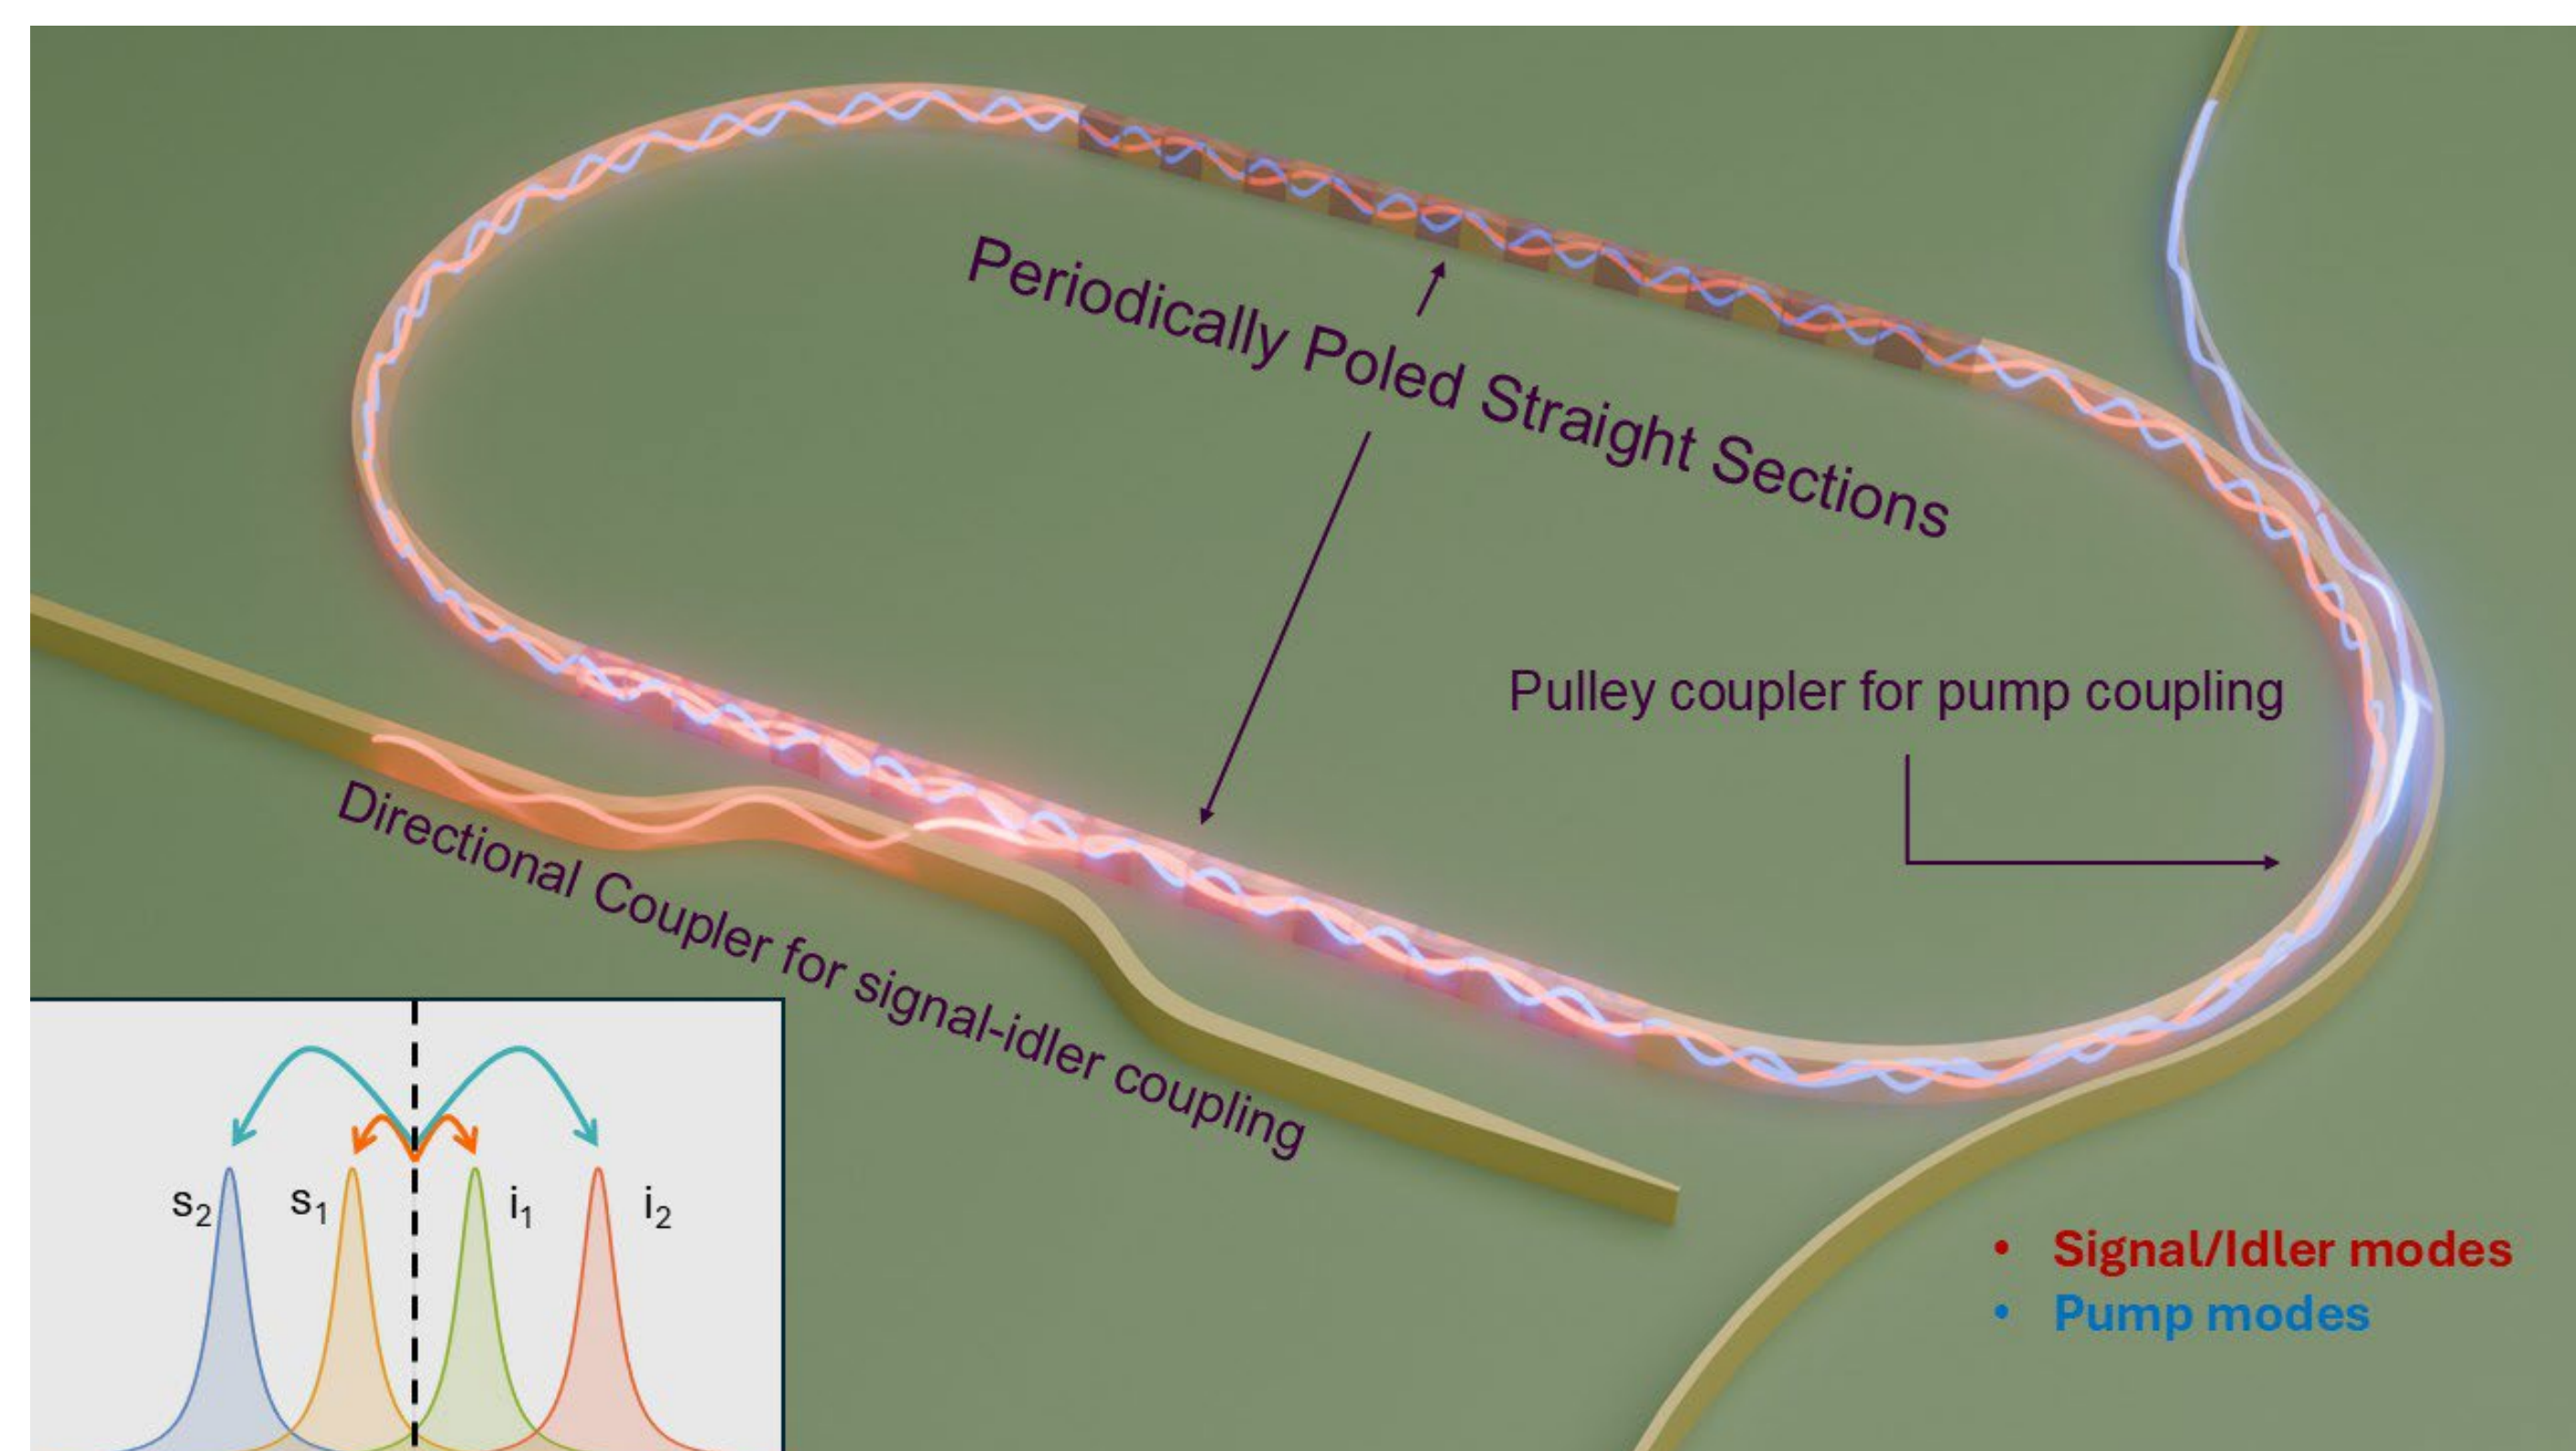 Periodically Poled Straight Sections
Pulley coupler for pump coupling
Directional Coupler for signal-idler coupling
s₂ s₁ i₁ i₂
• Signal/Idler modes
• Pump modes